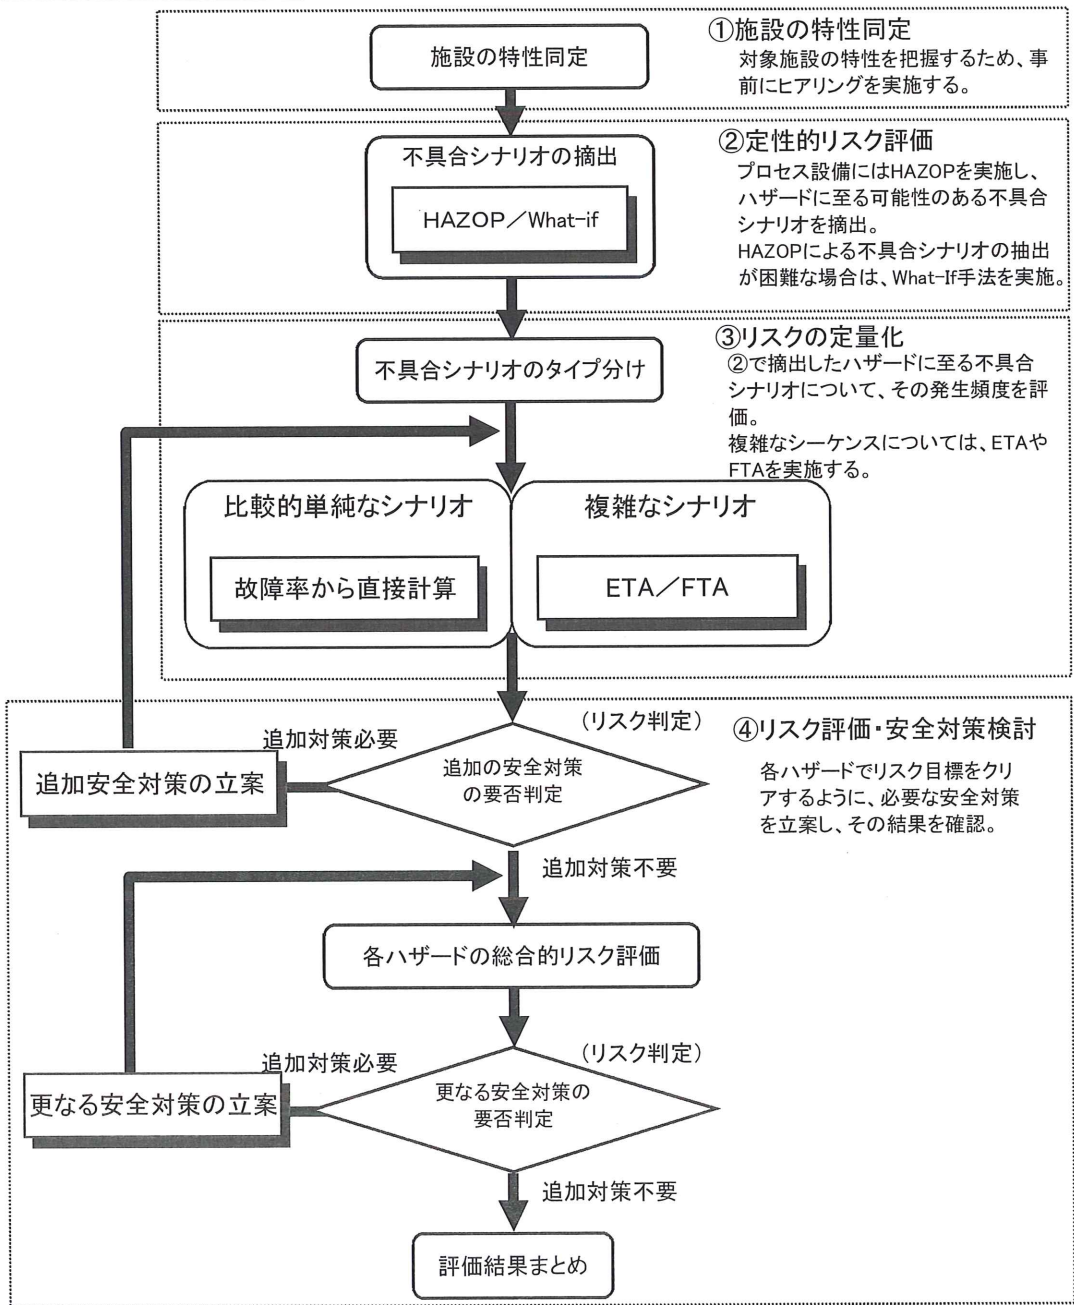 施設の特性同定
①施設の特性同定
対象施設の特性を把握するため、事
前にヒアリングを実施する。
不具合シナリオの摘出
HAZOP/What-if
②定性的リスク評価
プロセス設備にはHAZOPを実施し、
ハザードに至る可能性のある不具合
シナリオを摘出。
HAZOPによる不具合シナリオの抽出
が困難な場合は、What-If手法を実施。
不具合シナリオのタイプ分け
③リスクの定量化
②で摘出したハザードに至る不具合
シナリオについて、その発生頻度を評
価。
複雑なシーケンスについては、ETAや
FTAを実施する。
比較的単純なシナリオ
故障率から直接計算
複雑なシナリオ
ETA/FTA
④リスク評価・安全対策検討
各ハザードでリスク目標をクリ
アするように、必要な安全対策
を立案し、その結果を確認。
(リスク判定)
追加対策必要
追加安全対策の立案
追加の安全対策
の要否判定
追加対策不要
各ハザードの総合的リスク評価
(リスク判定)
追加対策必要
更なる安全対策の立案
更なる安全対策の
要否判定
追加対策不要
評価結果まとめ